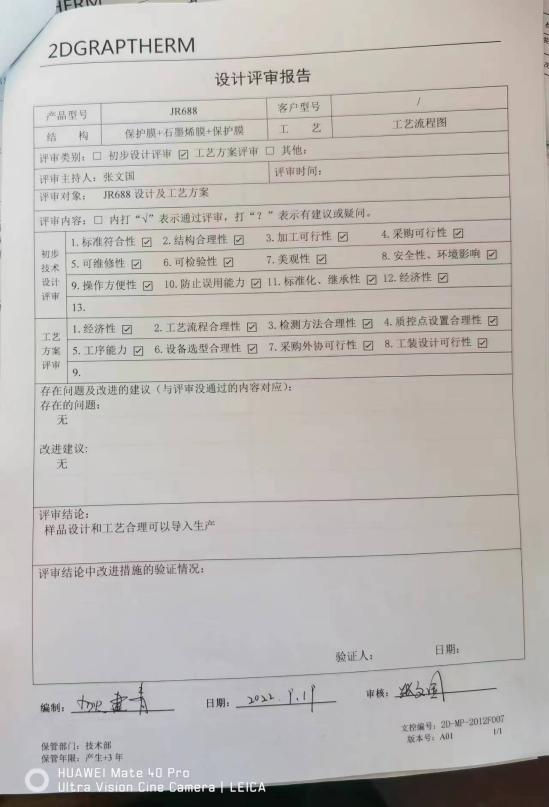 2DGRAPTHERM
设计评审报告
产品型号 JR688 客户型号 /
结 构 保护膜+石墨烯膜+保护膜 工 艺 工艺流程图
评审类别：☐ 初步设计评审 ☑ 工艺方案评审 ☐ 其他：
评审主持人：张文国 评审时间：
评审对象： JR688 设计及工艺方案
评审内容：☐ 内打“√”表示通过评审，打“？”表示有建议或疑问。
初步技术设计评审
1.标准符合性 ☑ 2.结构合理性 ☑ 3.加工可行性 ☑ 4.采购可行性 ☑
5.可维修性 ☑ 6.可检验性 ☑ 7.美观性 ☑ 8.安全性、环境影响 ☑
9.操作方便性 ☑ 10.防止误用能力 ☑ 11.标准化、继承性 ☑ 12.经济性 ☑
13.
工艺方案评审
1.经济性 ☑ 2.工艺流程合理性 ☑ 3.检测方法合理性 ☑ 4.质控点设置合理性 ☑
5.工序能力 ☑ 6.设备选型合理性 ☑ 7.采购外协可行性 ☑ 8.工装设计可行性 ☑
9.
存在问题及改进的建议（与评审没通过的内容对应）：
存在的问题：
无
改进建议:
无
评审结论：
样品设计和工艺合理可以导入生产
评审结论中改进措施的验证情况：
验证人： 日期：
编制： 日期： 2022.9.19 审核：张文国
文控编号：2D-MP-2012F007
保管部门：技术部 版本号：A01 1/1
保管年限：产生+3 年
HUAWEI Mate 40 Pro
Ultra Vision Cine Camera | LEICA